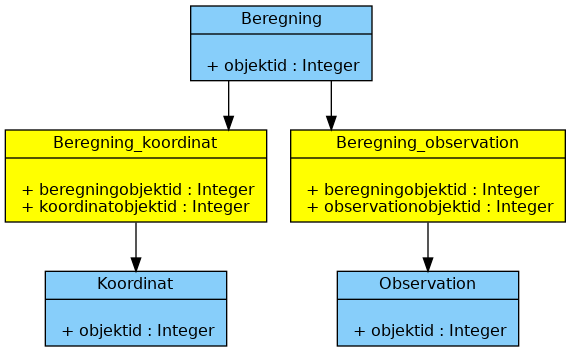 Beregning
+ objektid : Integer
Beregning_koordinat
+ beregningobjektid : Integer
+ koordinatobjektid : Integer
Beregning_observation
+ beregningobjektid : Integer
+ observationobjektid : Integer
Koordinat
+ objektid : Integer
Observation
+ objektid : Integer